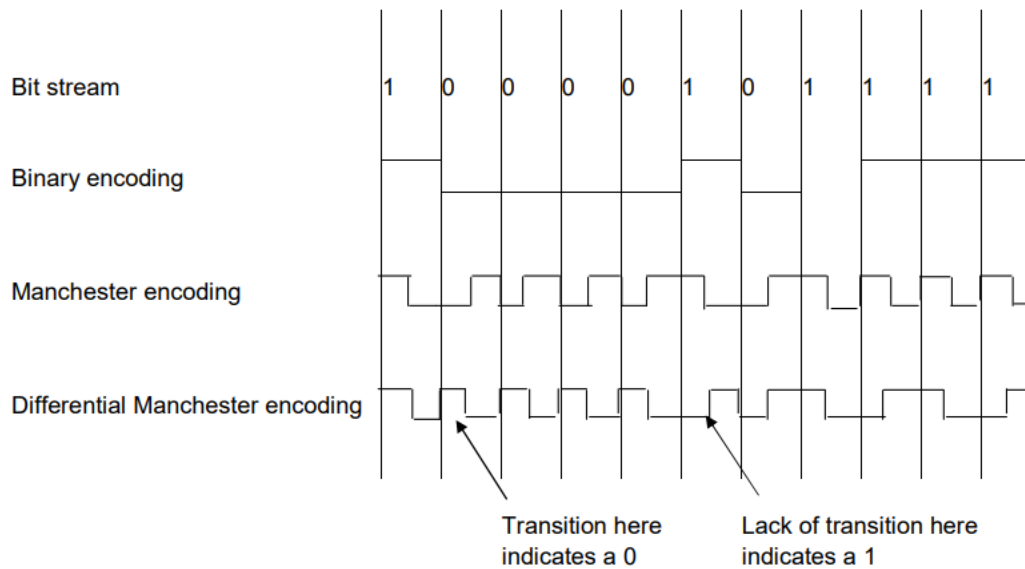 Bit stream 1 0 0 0 0 1 0 1 1 1
Binary encoding
Manchester encoding
Differential Manchester encoding
Transition here
indicates a 0
Lack of transition here
indicates a 1